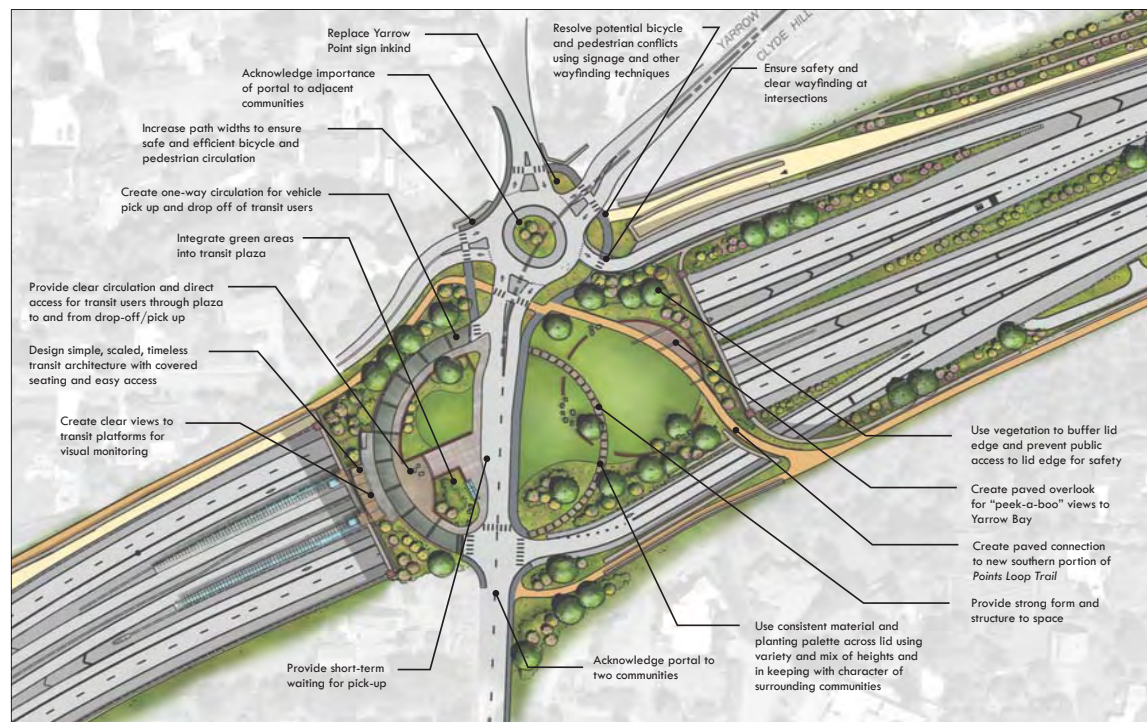 Replace Yarrow
Point sign inkind
Acknowledge importance
of portal to adjacent
communities
Increase path widths to ensure
safe and efficient bicycle and
pedestrian circulation
Create one-way circulation for vehicle
pick up and drop off of transit users
Integrate green areas
into transit plaza
Provide clear circulation and direct
access for transit users through plaza
to and from drop-off/pick up
Design simple, scaled, timeless
transit architecture with covered
seating and easy access
Create clear views to
transit platforms for
visual monitoring
Provide short-term
waiting for pick-up
Resolve potential bicycle
and pedestrian conflicts
using signage and other
wayfinding techniques
YARROW
CLYDE HILL
Ensure safety and
clear wayfinding at
intersections
Use vegetation to buffer lid
edge and prevent public
access to lid edge for safety
Create paved overlook
for “peek-a-boo” views to
Yarrow Bay
Create paved connection
to new southern portion of
Points Loop Trail
Provide strong form and
structure to space
Use consistent material and
planting palette across lid using
variety and mix of heights and
in keeping with character of
surrounding communities
Acknowledge portal to
two communities